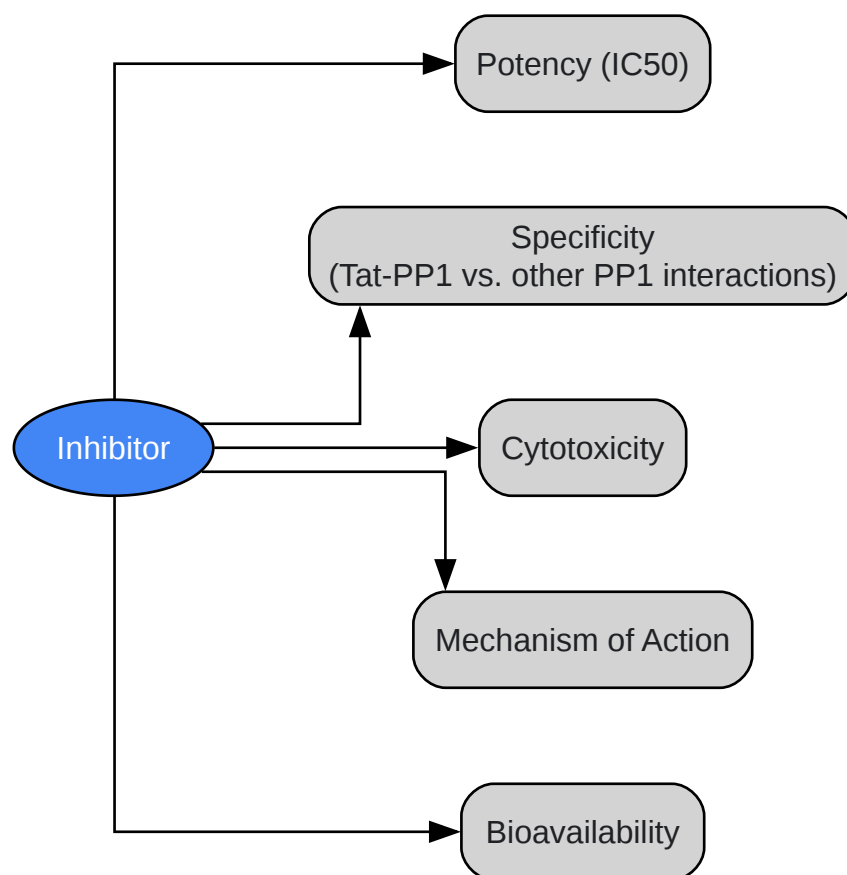 Potency (IC50)
Specificity
(Tat-PP1 vs. other PP1 interactions)
Inhibitor
Cytotoxicity
Mechanism of Action
Bioavailability